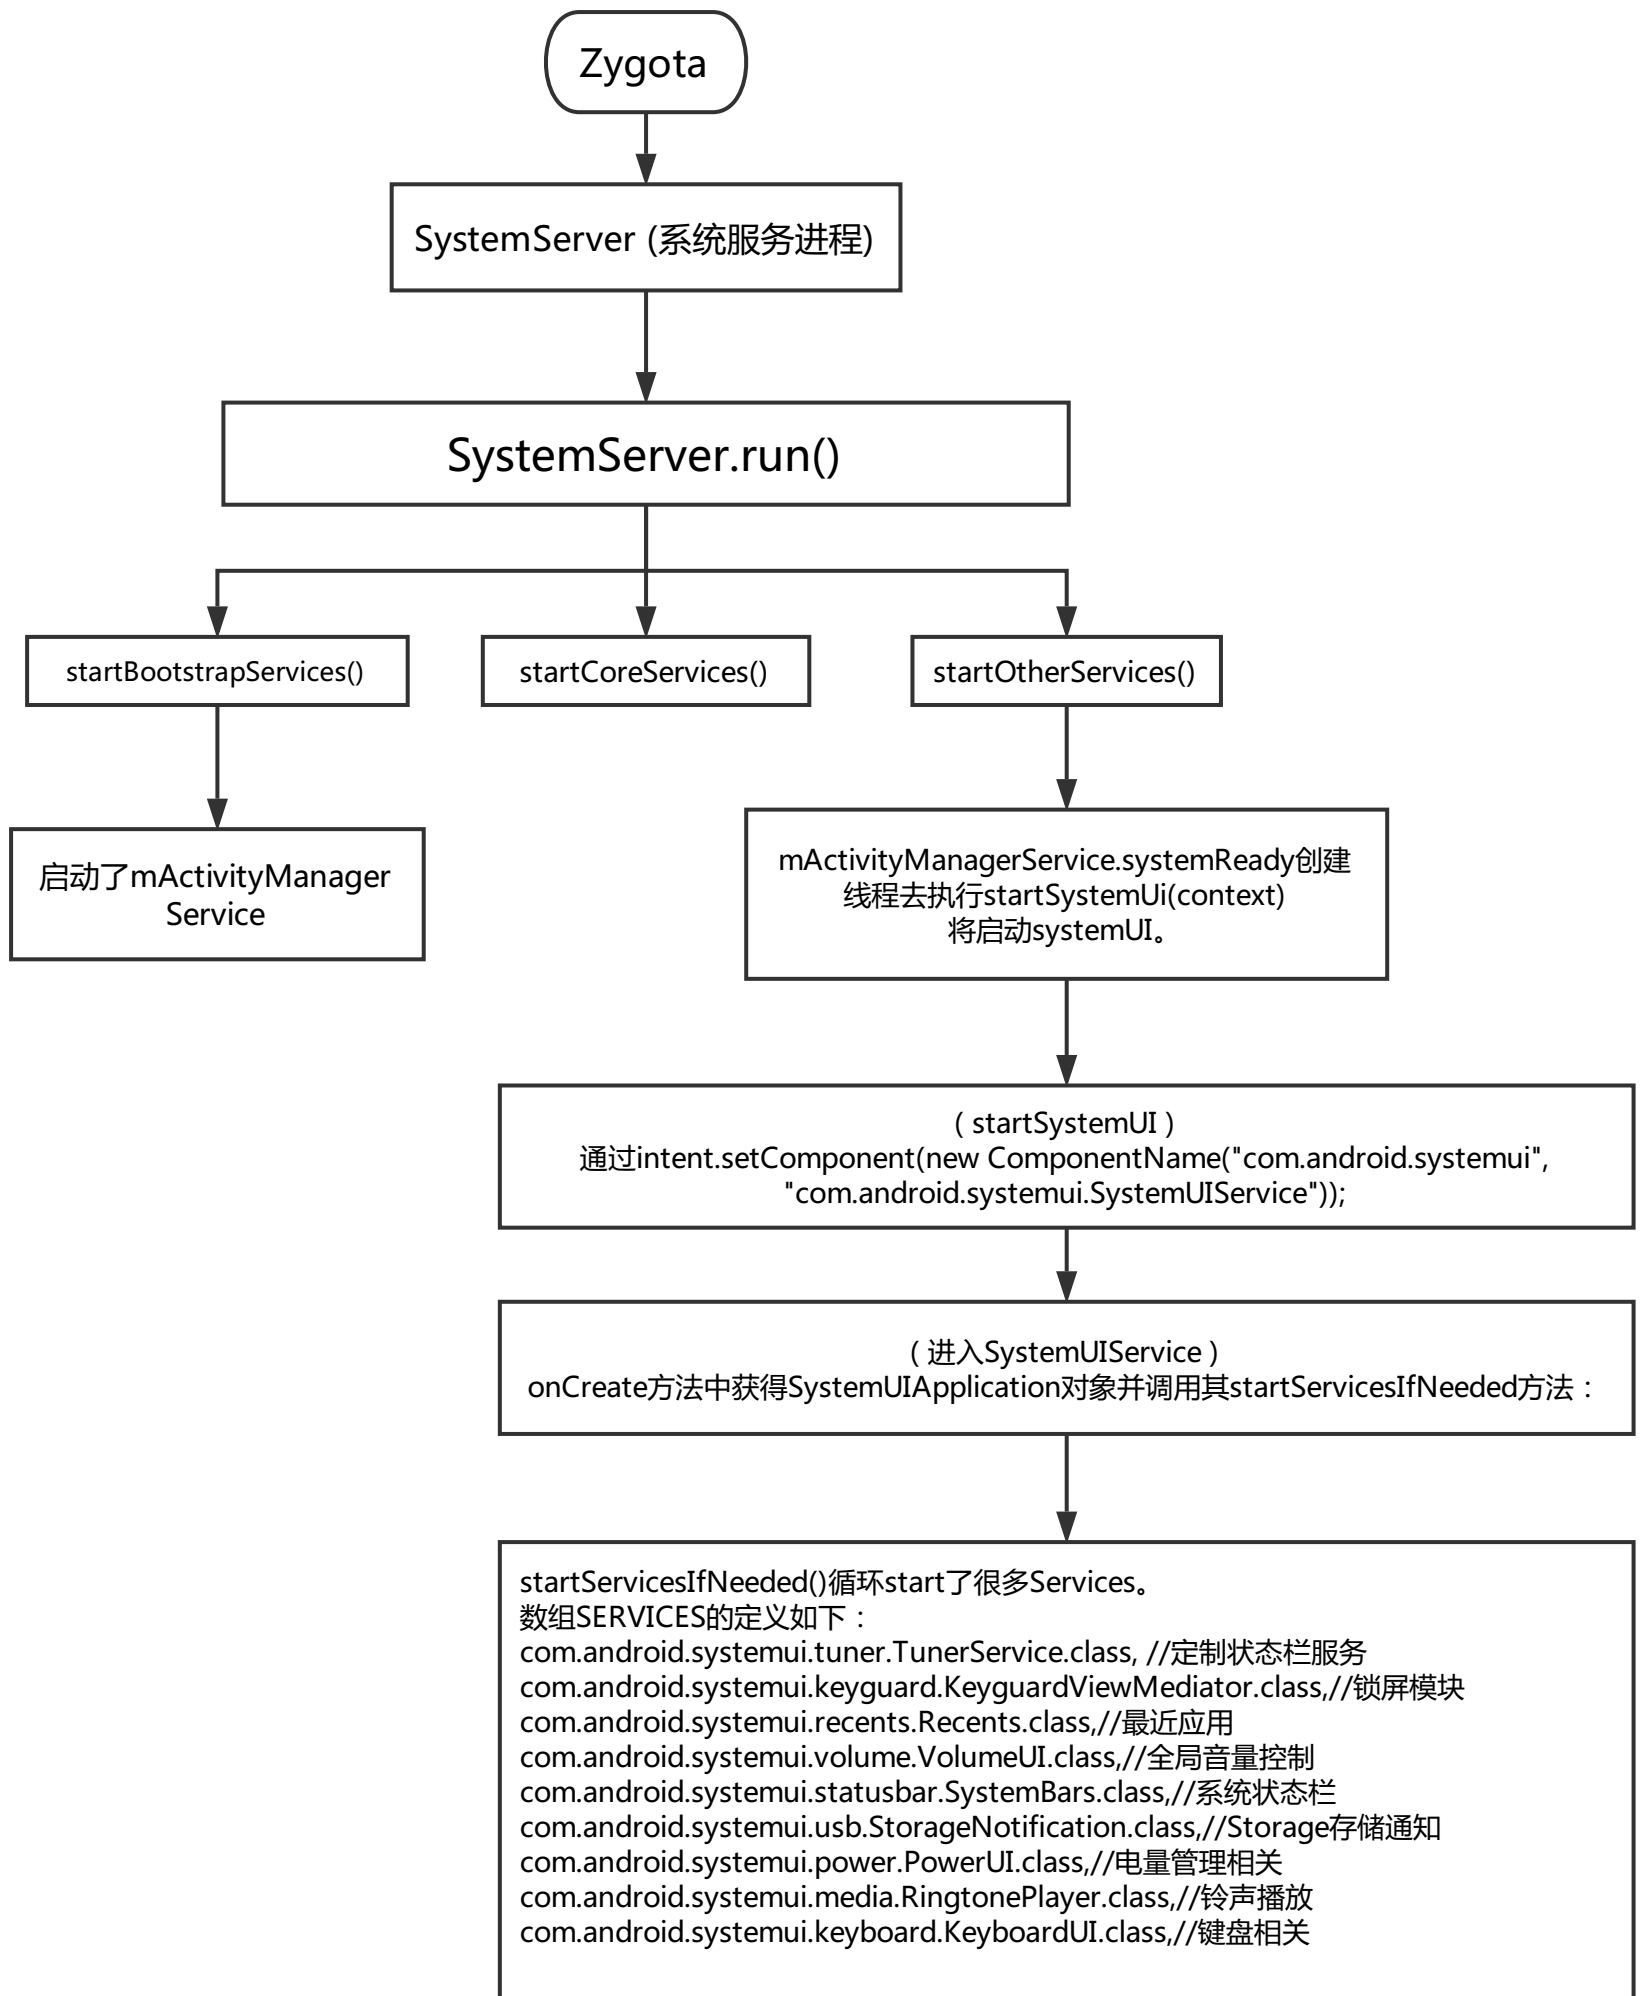 Zygota
SystemServer (系统服务进程)
SystemServer.run()
startBootstrapServices()
startCoreServices()
startOtherServices()
启动了mActivityManager
Service
mActivityManagerService.systemReady创建
线程去执行startSystemUi(context)
将启动systemUI。
（startSystemUI）
通过intent.setComponent(new ComponentName("com.android.systemui",
"com.android.systemui.SystemUIService"));
（进入SystemUIService）
onCreate方法中获得SystemUIApplication对象并调用其startServicesIfNeeded方法：
startServicesIfNeeded()循环start了很多Services。
数组SERVICES的定义如下：
com.android.systemui.tuner.TunerService.class, //定制状态栏服务
com.android.systemui.keyguard.KeyguardViewMediator.class,//锁屏模块
com.android.systemui.recents.Recents.class,//最近应用
com.android.systemui.volume.VolumeUI.class,//全局音量控制
com.android.systemui.statusbar.SystemBars.class,//系统状态栏
com.android.systemui.usb.StorageNotification.class,//Storage存储通知
com.android.systemui.power.PowerUI.class,//电量管理相关
com.android.systemui.media.RingtonePlayer.class,//铃声播放
com.android.systemui.keyboard.KeyboardUI.class,//键盘相关